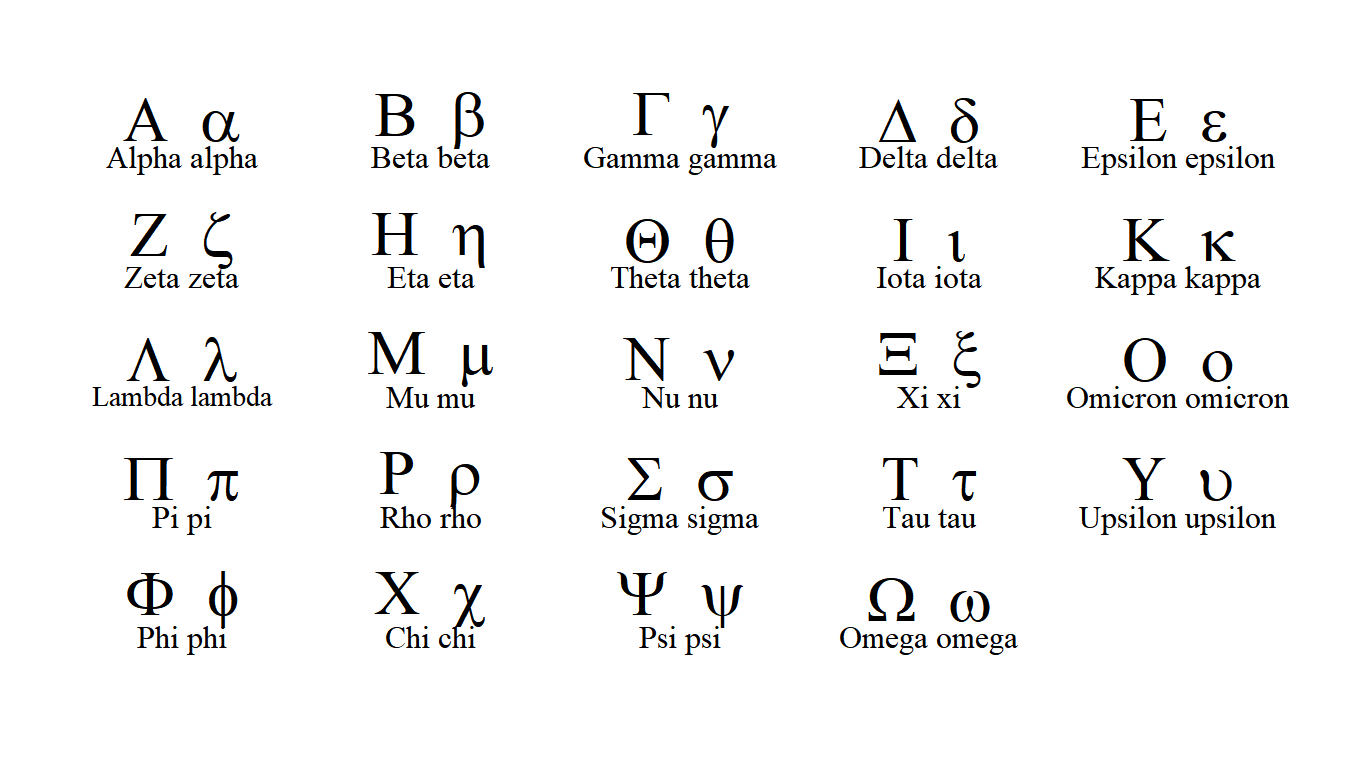 Α α Β β Γ γ Δ δ Ε ε
Alpha alpha Beta beta Gamma gamma Delta delta Epsilon epsilon
Ζ ζ Η η Θ θ Ι ι Κ κ
Zeta zeta Eta eta Theta theta Iota iota Kappa kappa
Λ λ Μ μ Ν ν Ξ ξ Ο ο
Lambda lambda Mu mu Nu nu Xi xi Omicron omicron
Π π Ρ ρ Σ σ Τ τ Υ υ
Pi pi Rho rho Sigma sigma Tau tau Upsilon upsilon
Φ ϕ Χ χ Ψ ψ Ω ω
Phi phi Chi chi Psi psi Omega omega